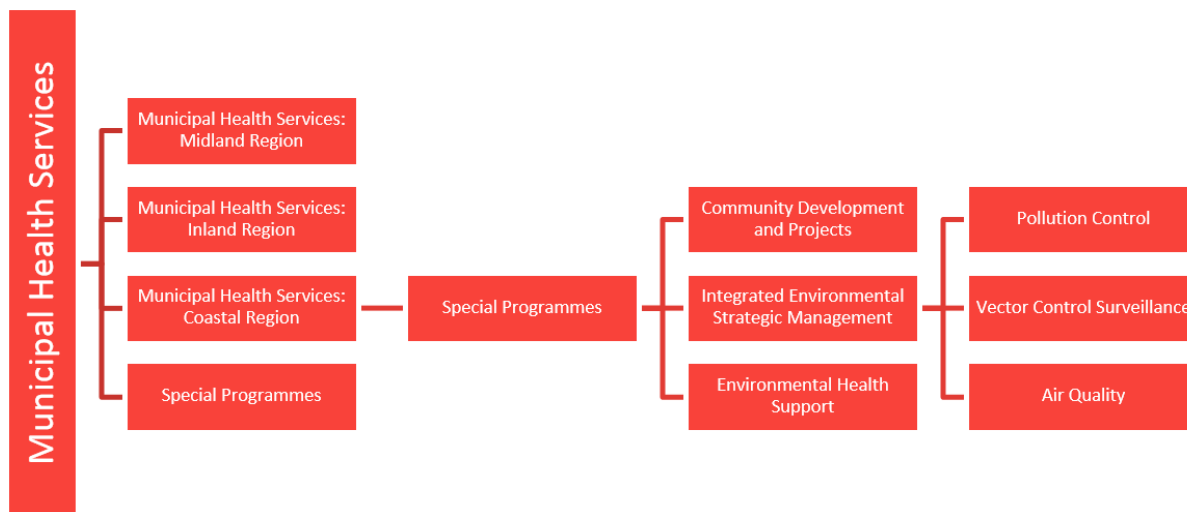 Municipal Health Services
Municipal Health Services:
Midland Region
Municipal Health Services:
Inland Region
Municipal Health Services:
Coastal Region
Special Programmes
Special Programmes
Community Development
and Projects
Integrated Environmental
Strategic Management
Environmental Health
Support
Pollution Control
Vector Control Surveillance
Air Quality